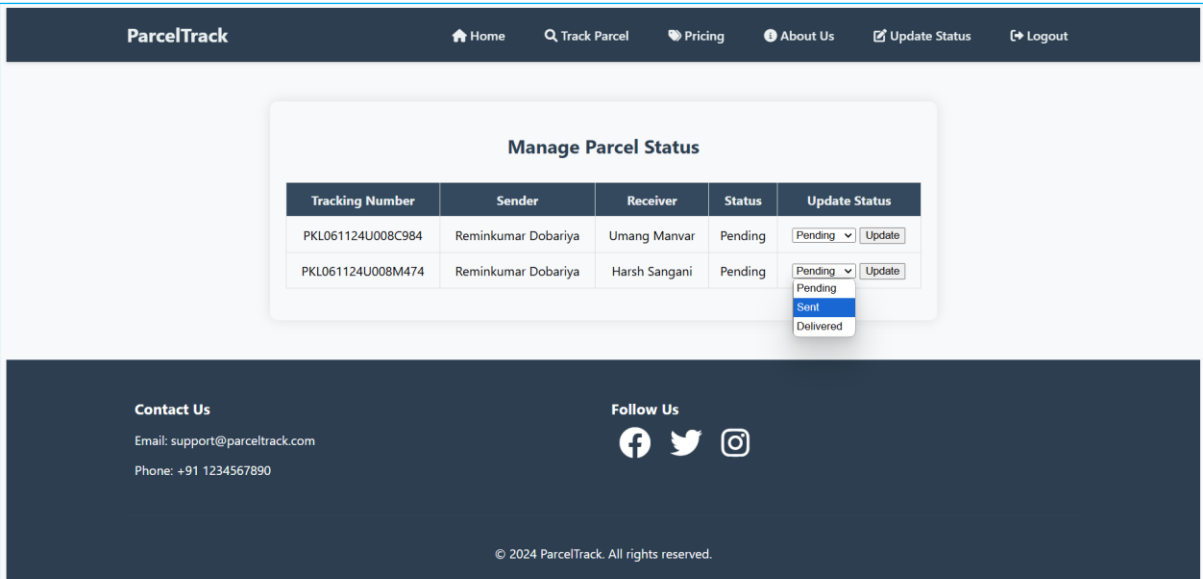 ParcelTrack Home Track Parcel Pricing About Us Update Status Logout
Manage Parcel Status
Tracking Number Sender Receiver Status Update Status
PKL061124U008C984 Reminkumar Dobariya Umang Manvar Pending Pending Update
PKL061124U008M474 Reminkumar Dobariya Harsh Sangani Pending Pending Update
Pending
Sent
Delivered
Contact Us
Email: support@parceltrack.com
Phone: +91 1234567890
Follow Us
© 2024 ParcelTrack. All rights reserved.